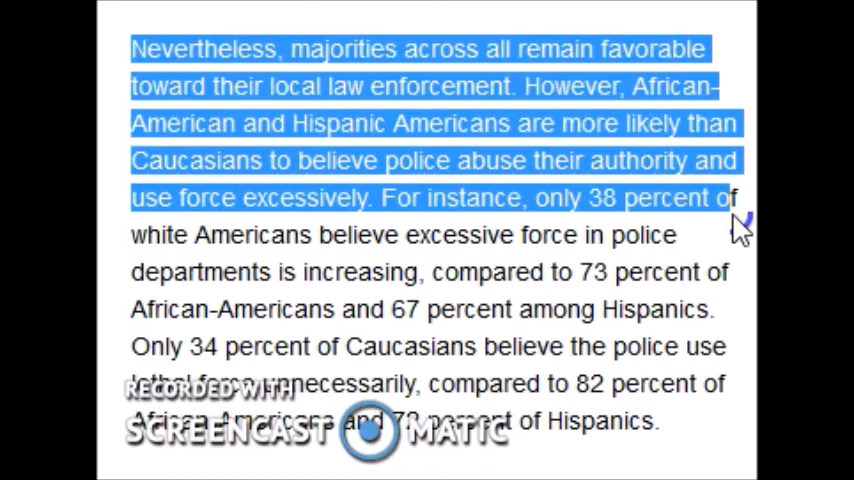 Nevertheless, majorities across all remain favorable
toward their local law enforcement. However, African-
American and Hispanic Americans are more likely than
Caucasians to believe police abuse their authority and
use force excessively. For instance, only 38 percent of
white Americans believe excessive force in police
departments is increasing, compared to 73 percent of
African-Americans and 67 percent among Hispanics.
Only 34 percent of Caucasians believe the police use
lethal force unnecessarily, compared to 82 percent of
RECORDED WITH
African-Americans and percent of Hispanics.
SCREENCAST MATIC